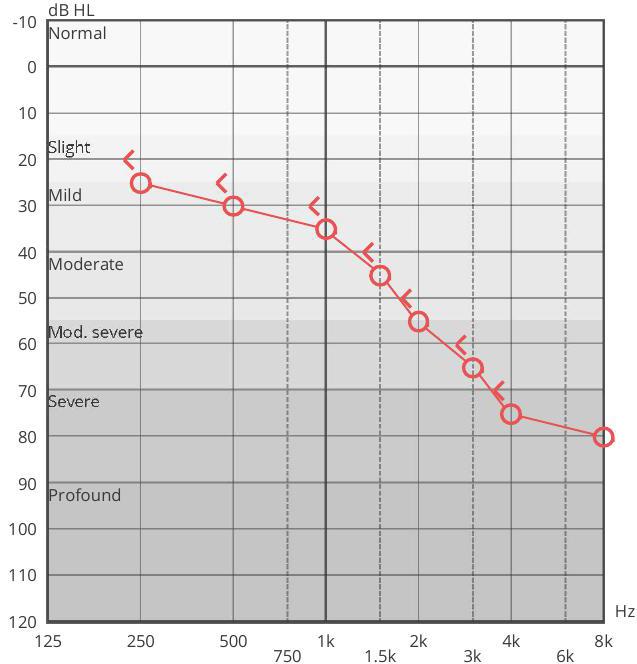 dB HL
-10
Normal
0
10
Slight
20
Mild
30
40
Moderate
50
Mod. severe
60
70
Severe
80
90
Profound
100
110
120
Hz
125 250 500 1k 2k 4k 8k
750 1.5k 3k 6k